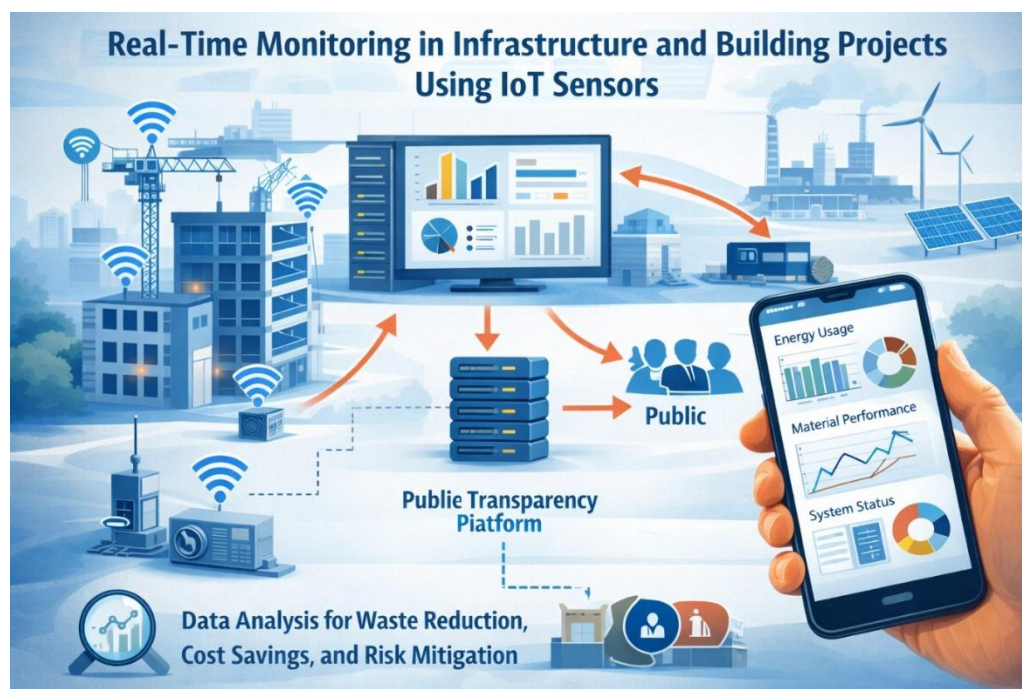 Real-Time Monitoring in Infrastructure and Building Projects
Using IoT Sensors
Energy Usage
Material Performance
System Status
Public
Public Transparency
Piatform
Data Analysis for Waste Reduction,
Cost Savings, and Risk Mitigation